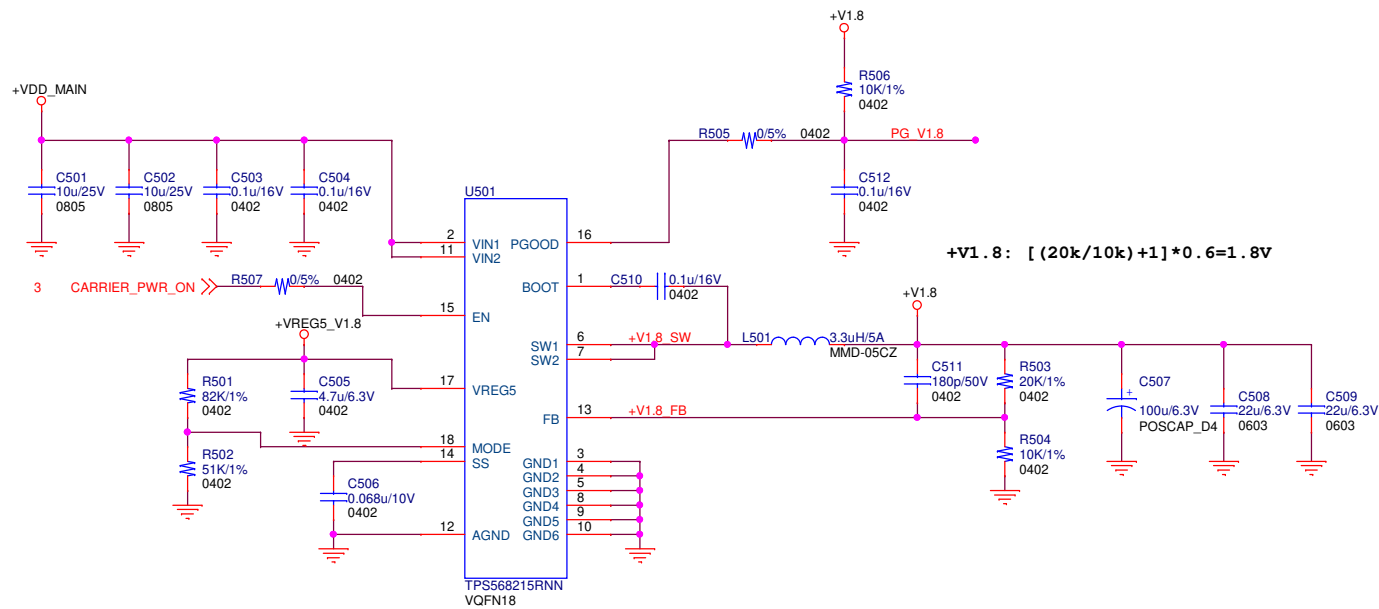 +V1.8
R506
10K/1%
0402
+VDD_MAIN
R505 0/5% 0402 PG_V1.8
C501
10u/25V
0805
C502
10u/25V
0805
C503
0.1u/16V
0402
C504
0.1u/16V
0402
C512
0.1u/16V
0402
U501
2 VIN1
11 VIN2
PGOOD 16
+V1.8: [(20k/10k)+1]*0.6=1.8V
3 CARRIER_PWR_ON
R507 0/5% 0402
BOOT 1
C510 0.1u/16V
0402
15 EN
+V1.8
+VREG5_V1.8
SW1 6 +V1.8_SW
SW2 7
L501 3.3uH/5A
MMD-05CZ
R501
82K/1%
0402
C505
4.7u/6.3V
0402
17 VREG5
C511
180p/50V
0402
R503
20K/1%
0402
C507
+
100u/6.3V
POSCAP_D4
C508
22u/6.3V
0603
C509
22u/6.3V
0603
FB 13 +V1.8_FB
18 MODE
14 SS
R502
51K/1%
0402
R504
10K/1%
0402
C506
0.068u/10V
0402
GND1 3
GND2 4
GND3 5
GND4 8
GND5 9
GND6 10
12 AGND
TPS568215RNN
VQFN18